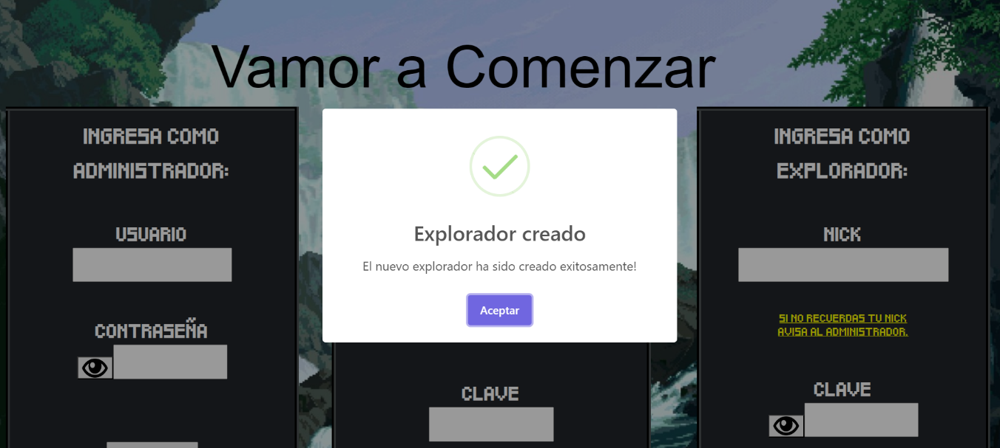 Vamor a Comenzar
INGRESA COMO
ADMINISTRADOR:
USUARIO
CONTRASEÑA
Explorador creado
El nuevo explorador ha sido creado exitosamente!
Aceptar
CLAVE
INGRESA COMO
EXPLORADOR:
NICK
SI NO RECUERDAS TU NICK
AVISA AL ADMINISTRADOR.
CLAVE